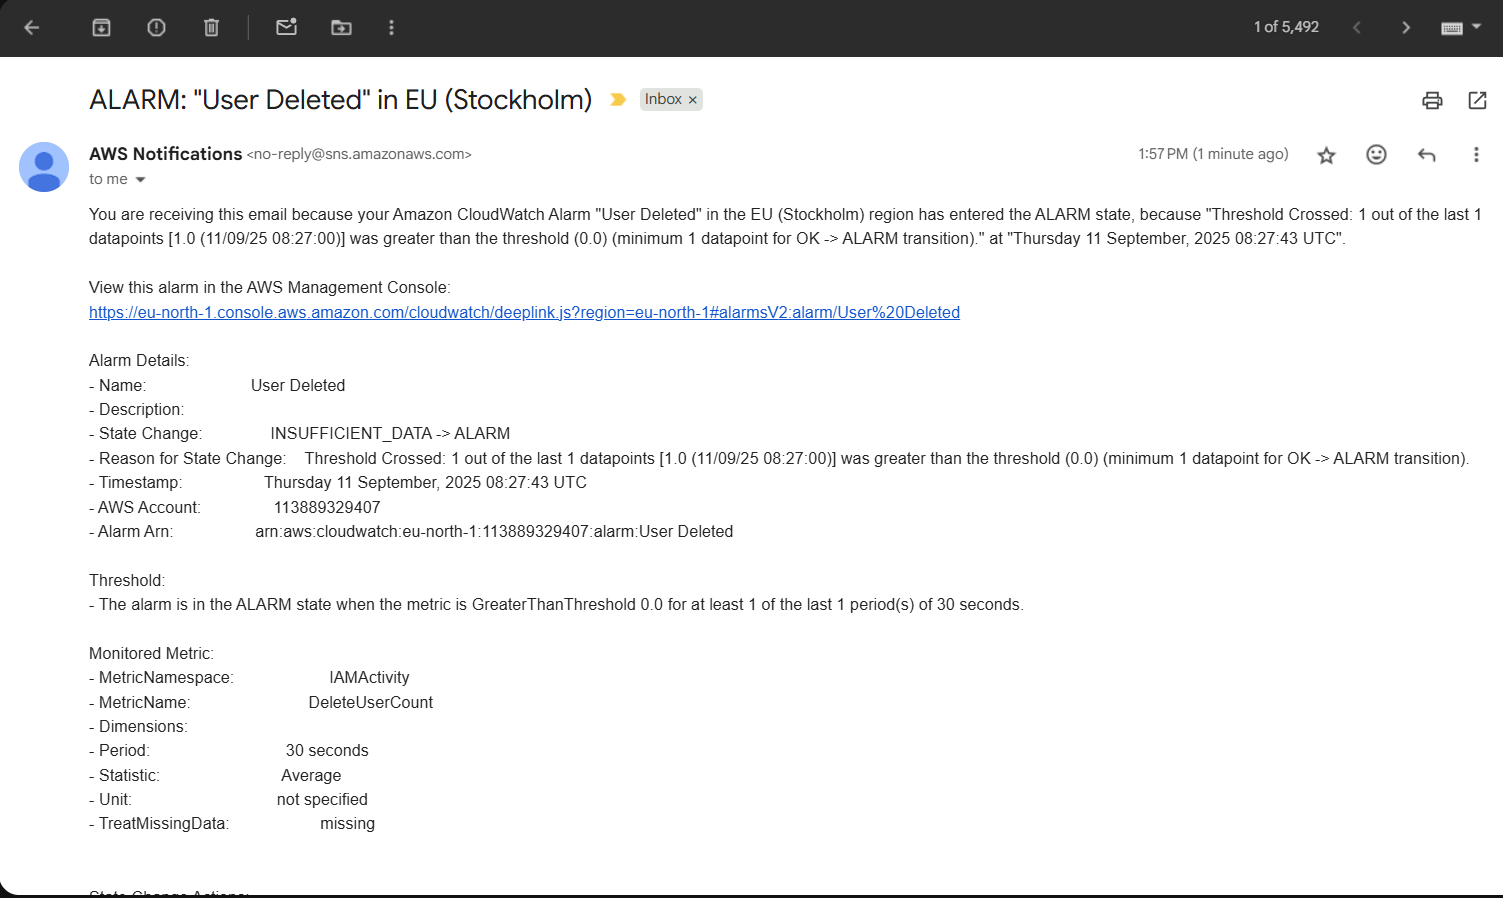 1 of 5,492
ALARM: "User Deleted" in EU (Stockholm) Inbox ×
AWS Notifications <no-reply@sns.amazonaws.com> 1:57 PM (1 minute ago)
to me
You are receiving this email because your Amazon CloudWatch Alarm "User Deleted" in the EU (Stockholm) region has entered the ALARM state, because "Threshold Crossed: 1 out of the last 1
datapoints [1.0 (11/09/25 08:27:00)] was greater than the threshold (0.0) (minimum 1 datapoint for OK -> ALARM transition)." at "Thursday 11 September, 2025 08:27:43 UTC".
View this alarm in the AWS Management Console:
https://eu-north-1.console.aws.amazon.com/cloudwatch/deeplink.js?region=eu-north-1#alarmsV2:alarm/User%20Deleted
Alarm Details:
- Name: User Deleted
- Description:
- State Change: INSUFFICIENT_DATA -> ALARM
- Reason for State Change: Threshold Crossed: 1 out of the last 1 datapoints [1.0 (11/09/25 08:27:00)] was greater than the threshold (0.0) (minimum 1 datapoint for OK -> ALARM transition).
- Timestamp: Thursday 11 September, 2025 08:27:43 UTC
- AWS Account: 113889329407
- Alarm Arn: arn:aws:cloudwatch:eu-north-1:113889329407:alarm:User Deleted
Threshold:
- The alarm is in the ALARM state when the metric is GreaterThanThreshold 0.0 for at least 1 of the last 1 period(s) of 30 seconds.
Monitored Metric:
- MetricNamespace: IAMActivity
- MetricName: DeleteUserCount
- Dimensions:
- Period: 30 seconds
- Statistic: Average
- Unit: not specified
- TreatMissingData: missing
State Change Actions: